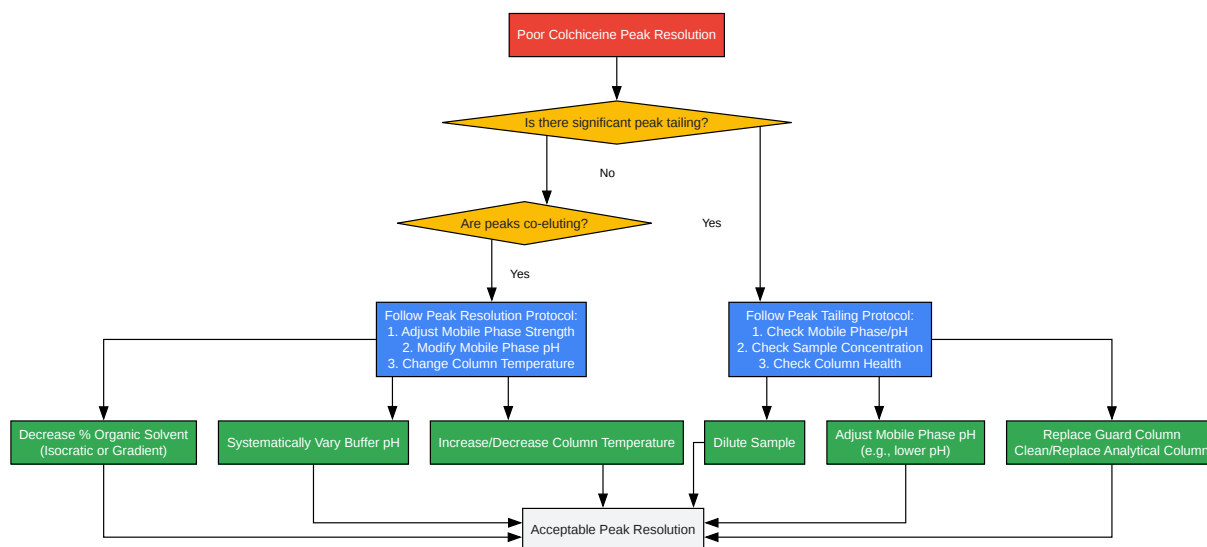 Poor Colchiceine Peak Resolution
Is there significant peak tailing?
No
Are peaks co-eluting?
Yes
Yes
Follow Peak Resolution Protocol:
1. Adjust Mobile Phase Strength
2. Modify Mobile Phase pH
3. Change Column Temperature
Follow Peak Tailing Protocol:
1. Check Mobile Phase/pH
2. Check Sample Concentration
3. Check Column Health
Decrease % Organic Solvent
(Isocratic or Gradient)
Systematically Vary Buffer pH
Increase/Decrease Column Temperature
Dilute Sample
Adjust Mobile Phase pH
(e.g., lower pH)
Replace Guard Column
Clean/Replace Analytical Column
Acceptable Peak Resolution